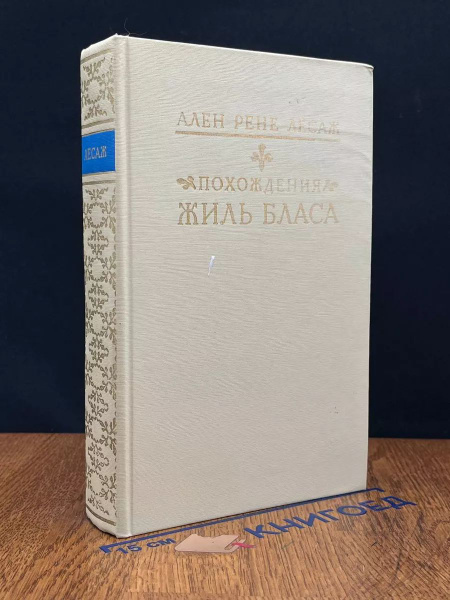 ЛЕСАЖ
АЛЕН РЕНЕ ЛЕСАЖ
ПОХОЖДЕНИЯ
ЖИЛЬ БЛАСА
15 СМ
КНИГОЕД